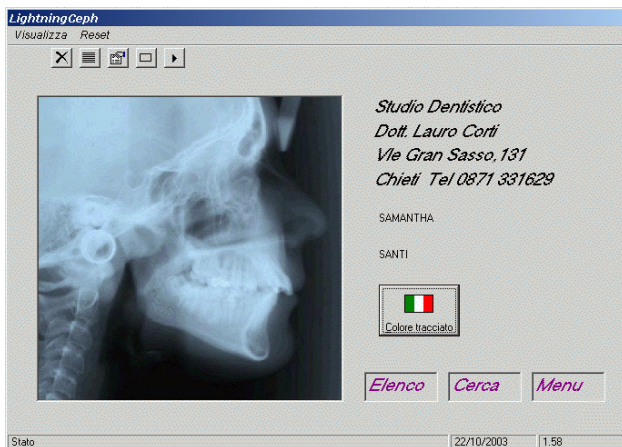 LightningCeph
Visualizza Reset
Studio Dentistico
Dott. Lauro Corti
Vle Gran Sasso,131
Chieti Tel 0871 331629
SAMANTHA
SANTI
Colore tracciato
Elenco Cerca Menu
Stato 22/10/2003 1.58